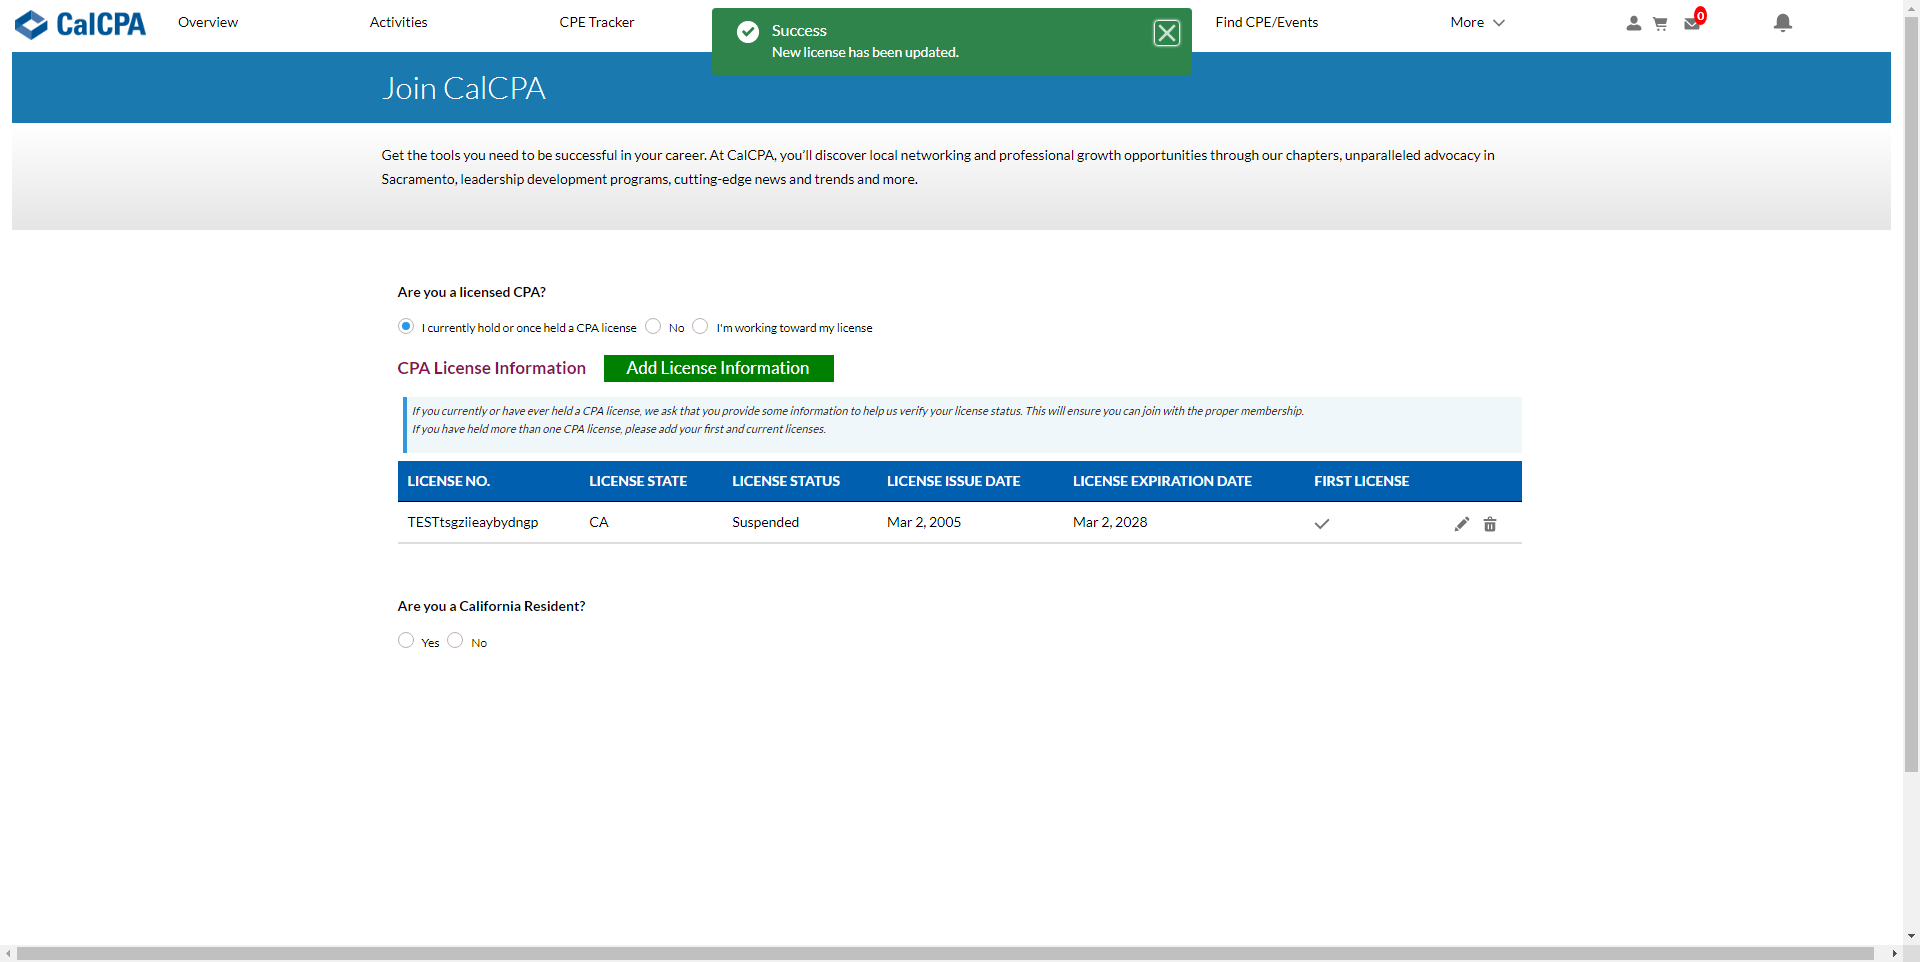 CalCPA
Overview
Activities
CPE Tracker
Success
New license has been updated.
Find CPE/Events
More
0
Join CalCPA
Get the tools you need to be successful in your career. At CalCPA, you’ll discover local networking and professional growth opportunities through our chapters, unparalleled advocacy in
Sacramento, leadership development programs, cutting-edge news and trends and more.
Are you a licensed CPA?
I currently hold or once held a CPA license No I'm working toward my license
CPA License Information Add License Information
If you currently or have ever held a CPA license, we ask that you provide some information to help us verify your license status. This will ensure you can join with the proper membership.
If you have held more than one CPA license, please add your first and current licenses.
LICENSE NO. LICENSE STATE LICENSE STATUS LICENSE ISSUE DATE LICENSE EXPIRATION DATE FIRST LICENSE
TESTtsgziieaybydngp CA Suspended Mar 2, 2005 Mar 2, 2028
Are you a California Resident?
Yes No